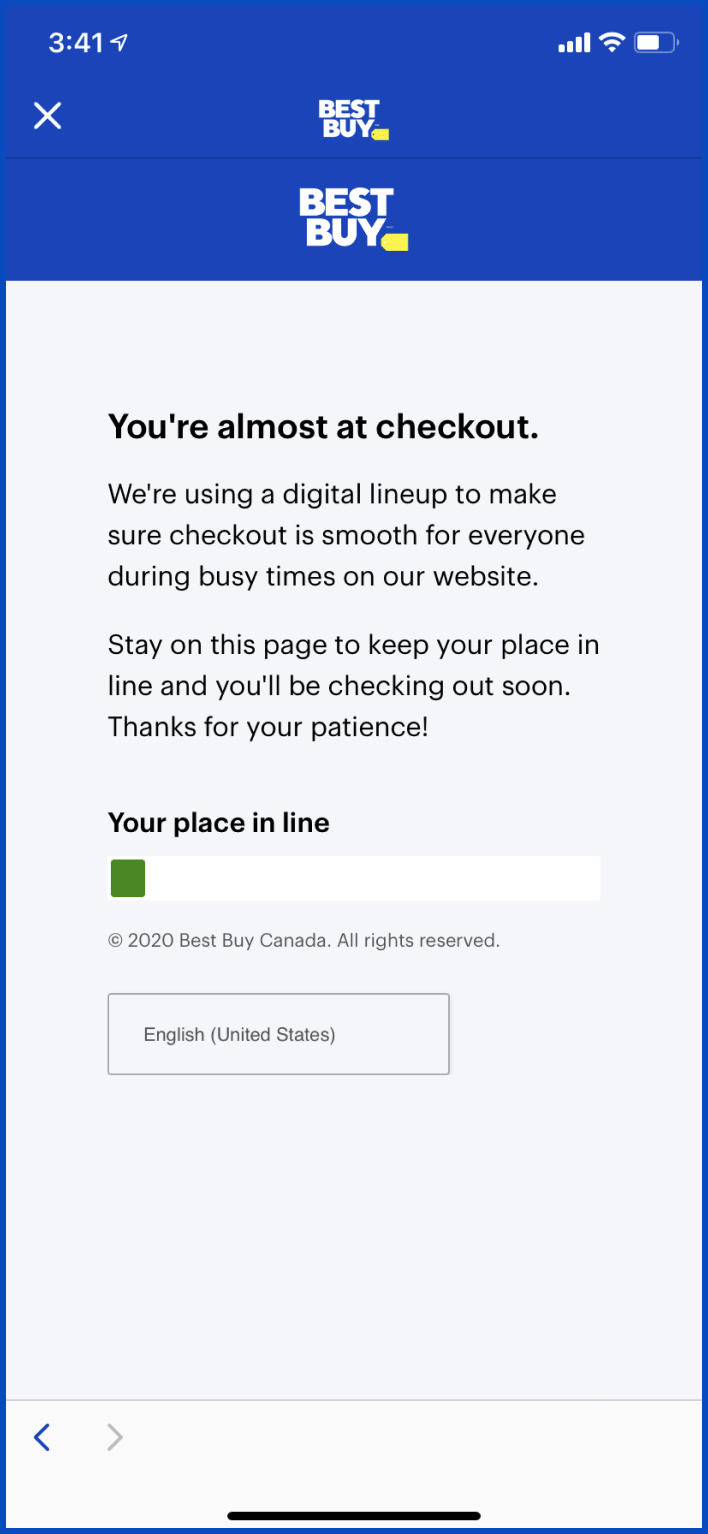 3:41
BEST
BUY
BEST
BUY
You're almost at checkout.
We're using a digital lineup to make
sure checkout is smooth for everyone
during busy times on our website.
Stay on this page to keep your place in
line and you'll be checking out soon.
Thanks for your patience!
Your place in line
© 2020 Best Buy Canada. All rights reserved.
English (United States)